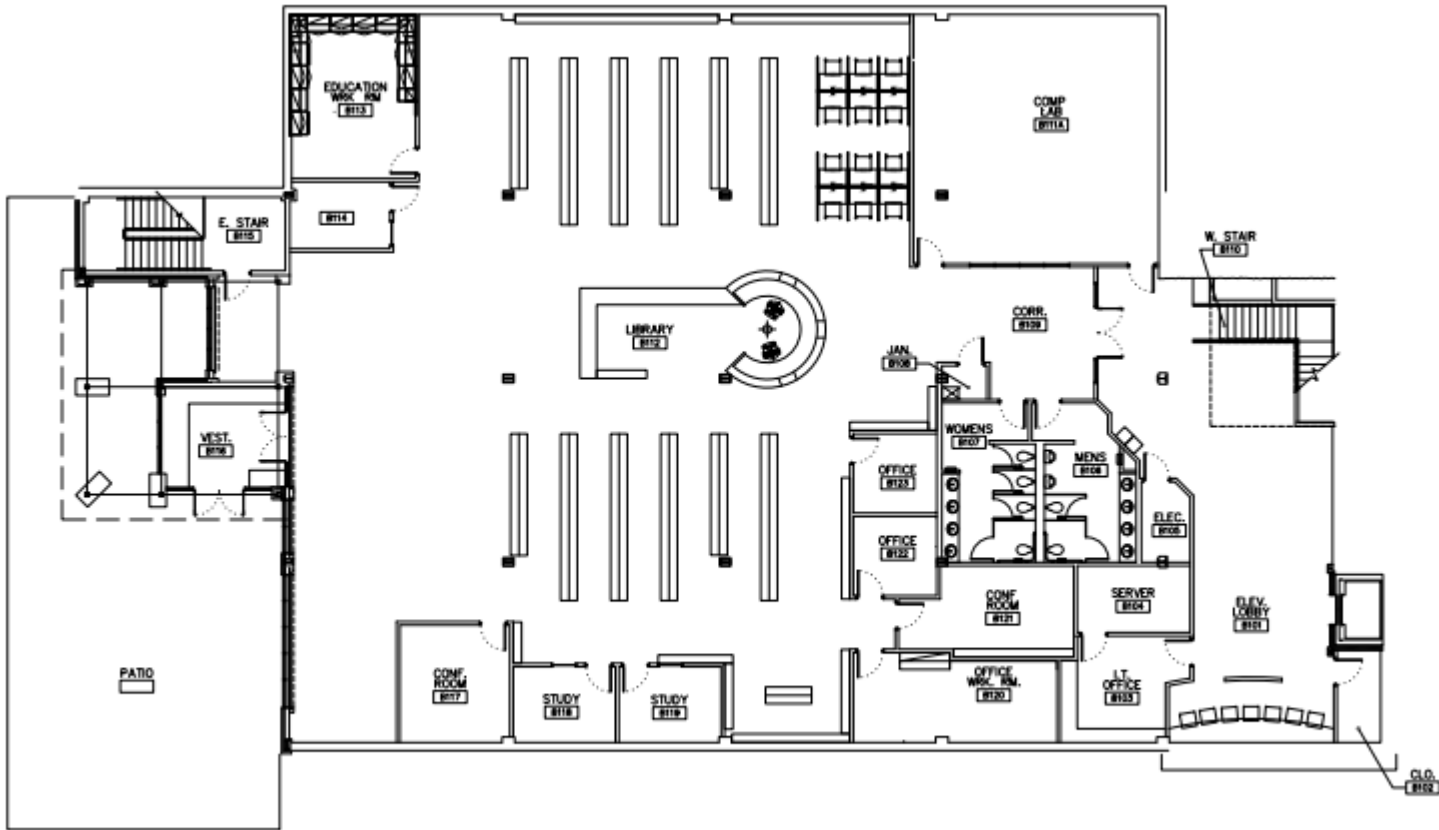 EDUCATION
WRK RM
B113
COMP
LAB
B111A
B114
E. STAIR
B115
W. STAIR
B110
LIBRARY
B112
CORR.
B109
JAN.
B108
VEST.
B116
WOMENS
B107
MENS
B106
OFFICE
B123
ELEC.
B105
OFFICE
B122
CONF
ROOM
B121
SERVER
B104
ELEV.
LOBBY
B101
PATIO
CONF.
ROOM
B117
STUDY
B118
STUDY
B119
OFFICE
WRK. RM.
B120
I.T.
OFFICE
B103
CLO.
B102